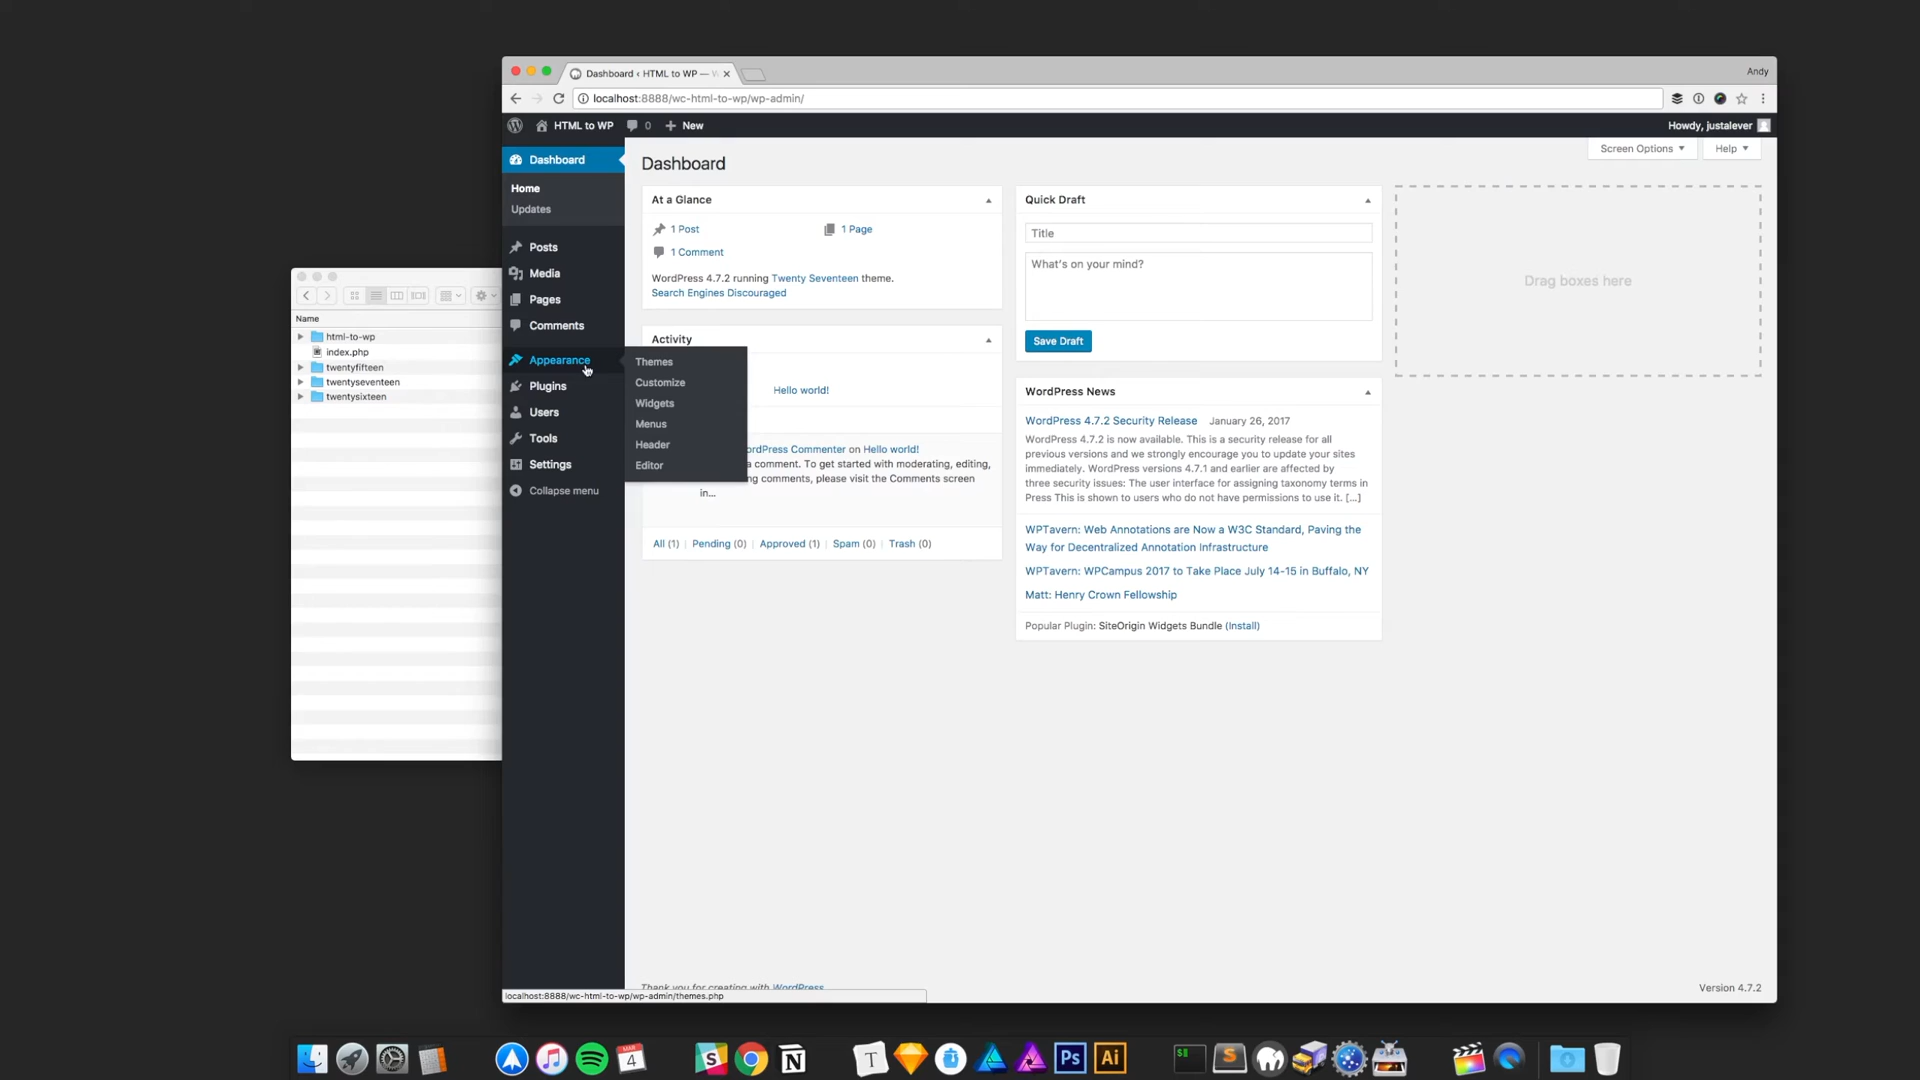 Dashboard ‹ HTML to WP — W
Andy
localhost:8888/wc-html-to-wp/wp-admin/
HTML to WP
0
New
Howdy, justalever
Dashboard
Home
Updates
Posts
Media
Pages
Comments
Appearance
Plugins
Users
Tools
Settings
Collapse menu
Themes
Customize
Widgets
Menus
Header
Editor
Name
html-to-wp
index.php
twentyfifteen
twentyseventeen
twentysixteen
Dashboard
Screen Options
Help
At a Glance
1 Post
1 Page
1 Comment
WordPress 4.7.2 running Twenty Seventeen theme.
Search Engines Discouraged
Activity
Hello world!
ordPress Commenter on Hello world!
a comment. To get started with moderating, editing,
ng comments, please visit the Comments screen
in...
All (1) | Pending (0) | Approved (1) | Spam (0) | Trash (0)
Quick Draft
Title
What's on your mind?
Save Draft
WordPress News
WordPress 4.7.2 Security Release January 26, 2017
WordPress 4.7.2 is now available. This is a security release for all
previous versions and we strongly encourage you to update your sites
immediately. WordPress versions 4.7.1 and earlier are affected by
three security issues: The user interface for assigning taxonomy terms in
Press This is shown to users who do not have permissions to use it. [...]
WPTavern: Web Annotations are Now a W3C Standard, Paving the
Way for Decentralized Annotation Infrastructure
WPTavern: WPCampus 2017 to Take Place July 14-15 in Buffalo, NY
Matt: Henry Crown Fellowship
Popular Plugin: SiteOrigin Widgets Bundle (Install)
Drag boxes here
Thank you for creating with WordPress
Version 4.7.2
localhost:8888/wc-html-to-wp/wp-admin/themes.php
MAR
4
S
N
T
Ps
Ai
$
S